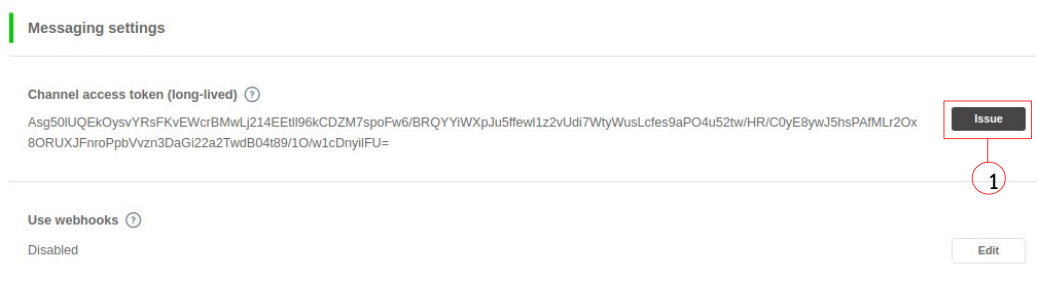 Messaging settings
Channel access token (long-lived) ?
Asg50lUQEkOysvYRsFKvEWcrBMwLj214EEtll96kCDZM7spoFw6/BRQYYiWXpJu5ffewl1z2vUdi7WtyWusLcfes9aPO4u52tw/HR/C0yE8ywJ5hsPAfMLr2Ox
8ORUXJFnroPpbVvzn3DaGi22a2TwdB04t89/1O/w1cDnyilFU=
Issue
1
Use webhooks ?
Disabled
Edit